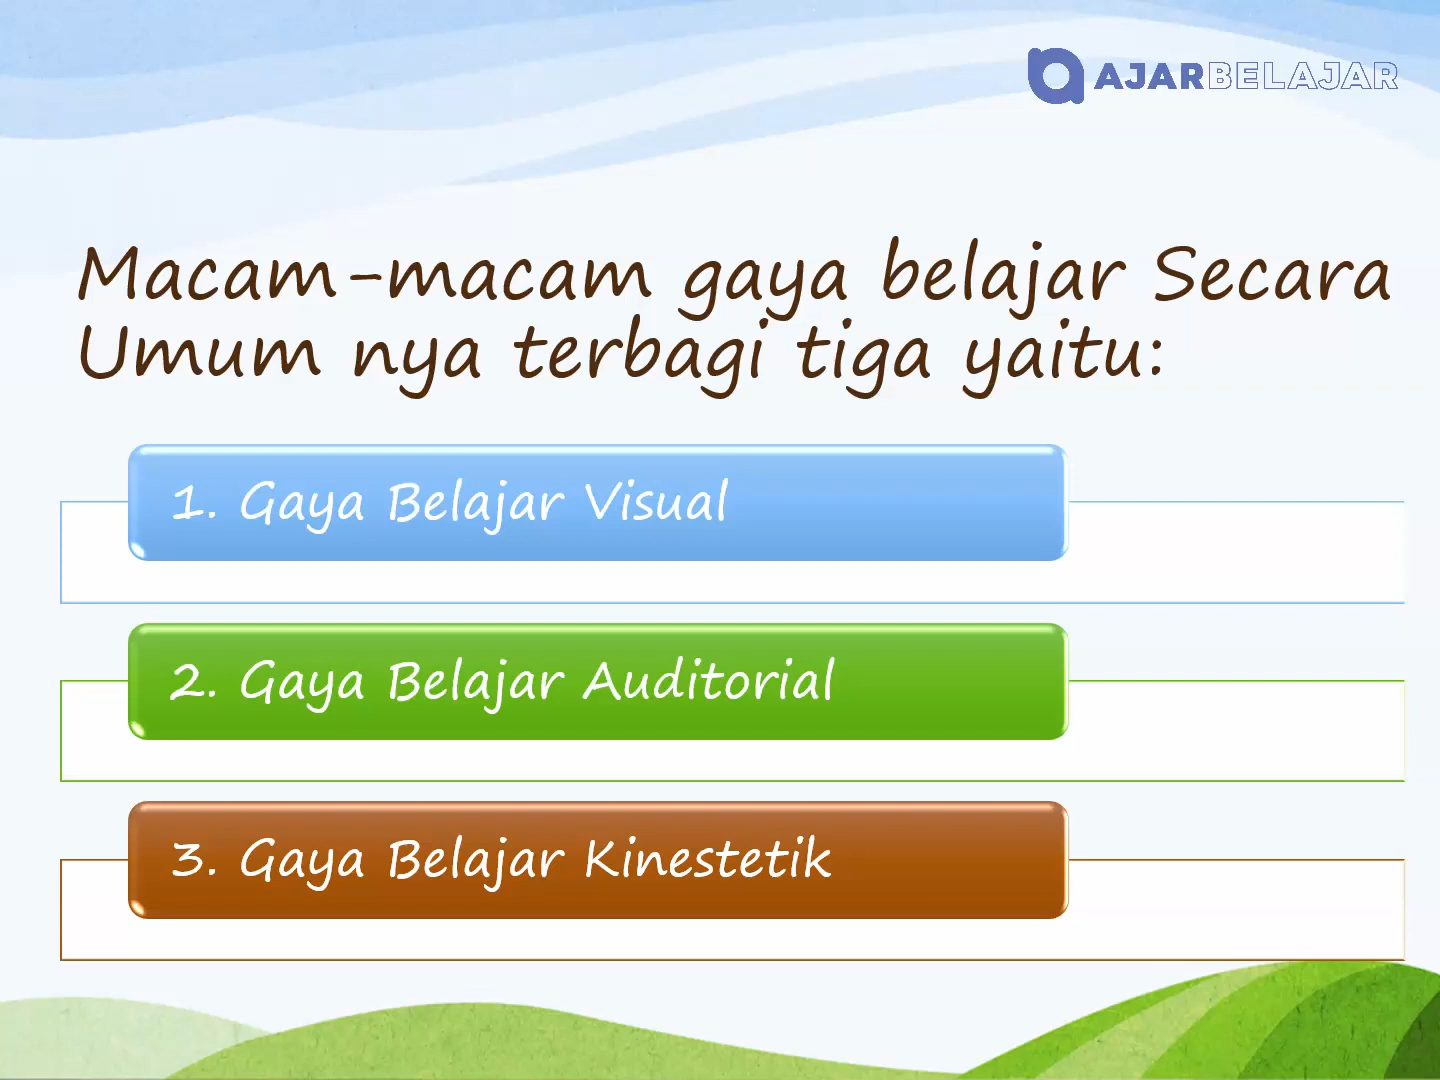 AJARBELAJAR
Macam-macam gaya belajar Secara
Umum nya terbagi tiga yaitu:
1. Gaya Belajar Visual
2. Gaya Belajar Auditorial
3. Gaya Belajar Kinestetik